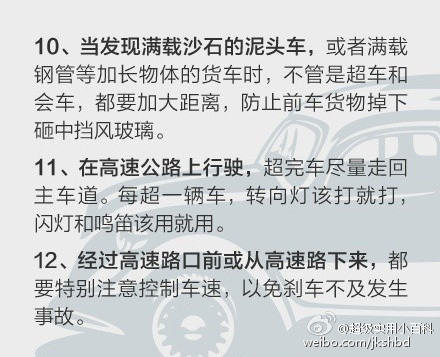 10、当发现满载沙石的泥头车，或者满载
钢管等加长物体的货车时，不管是超车和
会车，都要加大距离，防止前车货物掉下
砸中挡风玻璃。
11、在高速公路上行驶，超完车尽量走回
主车道。每超一辆车，转向灯该打就打，
闪灯和鸣笛该用就用。
12、经过高速路口前或从高速路下来，都
要特别注意控制车速，以免刹车不及发生
事故。
@超级实用小百科
weibo.com/jkshbd